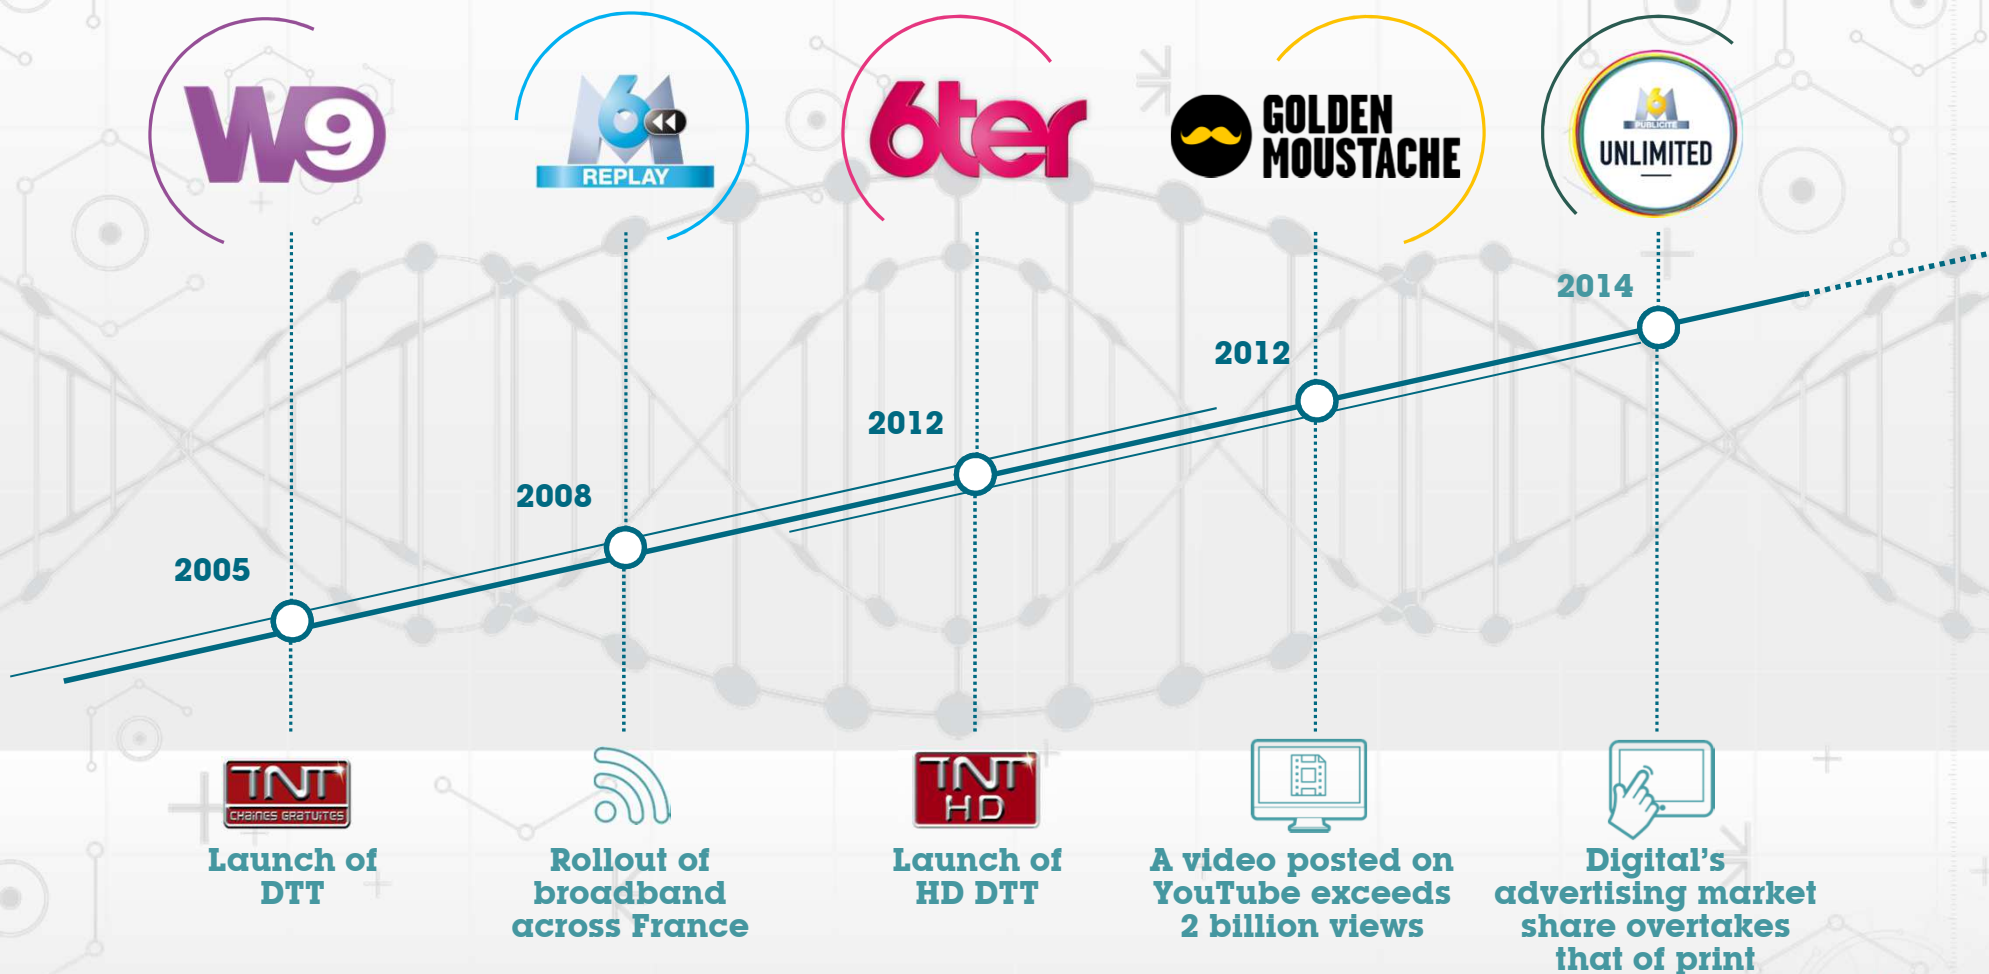 W9
M6
REPLAY
6ter
GOLDEN
MOUSTACHE
M6
PUBLICITE
UNLIMITED
2014
2012
2012
2008
2005
TNT
CHAINES GRATUITES
Launch of
DTT
Rollout of
broadband
across France
TNT
HD
Launch of
HD DTT
A video posted on
YouTube exceeds
2 billion views
Digital’s
advertising market
share overtakes
that of print